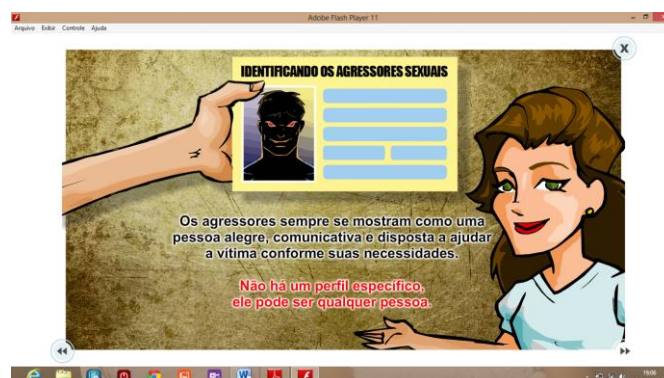 Adobe Flash Player 11
Arquivo Exibir Controle Ajuda
X
IDENTIFICANDO OS AGRESSORES SEXUAIS
Os agressores sempre se mostram como uma
pessoa alegre, comunicativa e disposta a ajudar
a vítima conforme suas necessidades.
Não há um perfil específico,
ele pode ser qualquer pessoa.
19:06